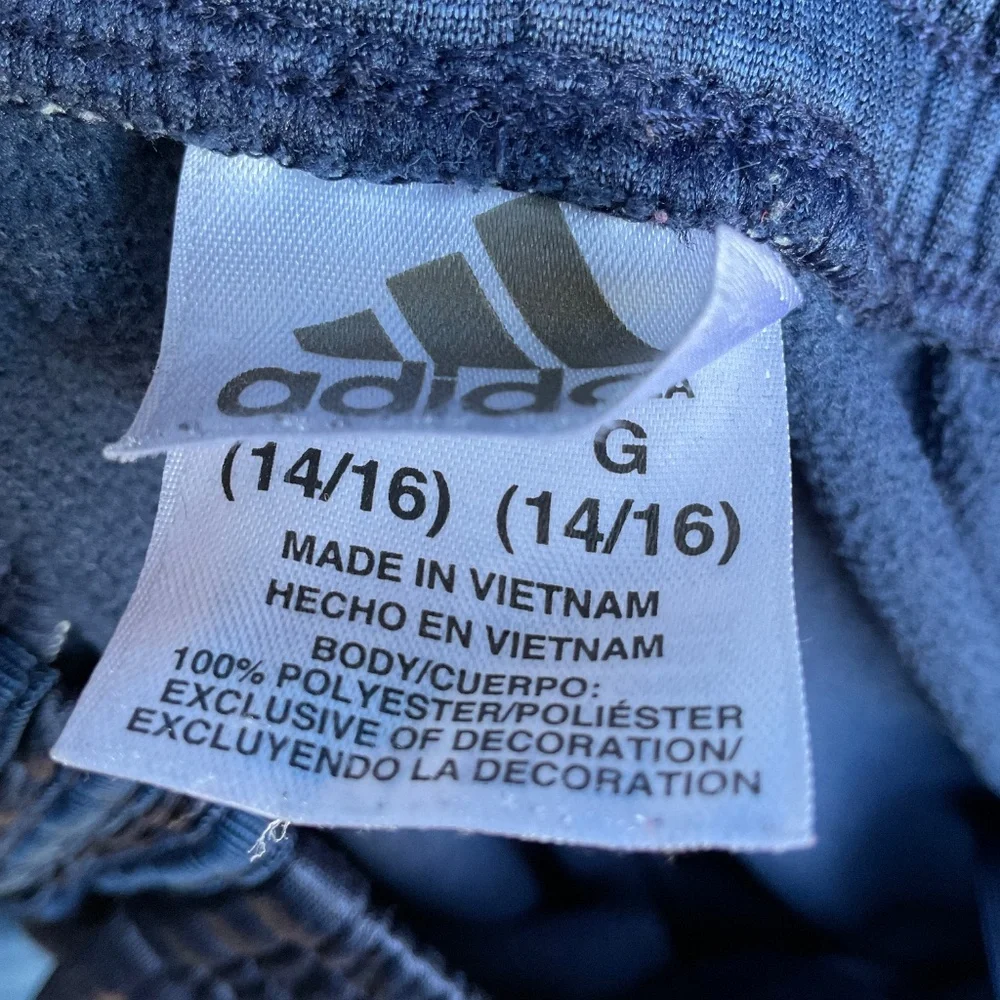 adidas
G
(14/16) (14/16)
MADE IN VIETNAM
HECHO EN VIETNAM
BODY/CUERPO:
100% POLYESTER/POLIÉSTER
EXCLUSIVE OF DECORATION/
EXCLUYENDO LA DECORATION